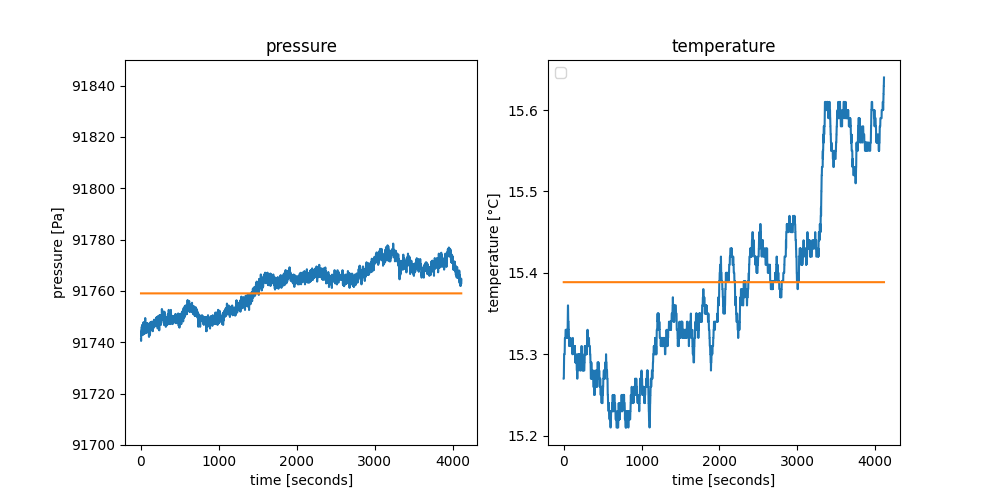 pressure
pressure [Pa]
91840
91820
91800
91780
91760
91740
91720
91700
0 1000 2000 3000 4000
time [seconds]
temperature
temperature [°C]
15.6
15.5
15.4
15.3
15.2
0 1000 2000 3000 4000
time [seconds]